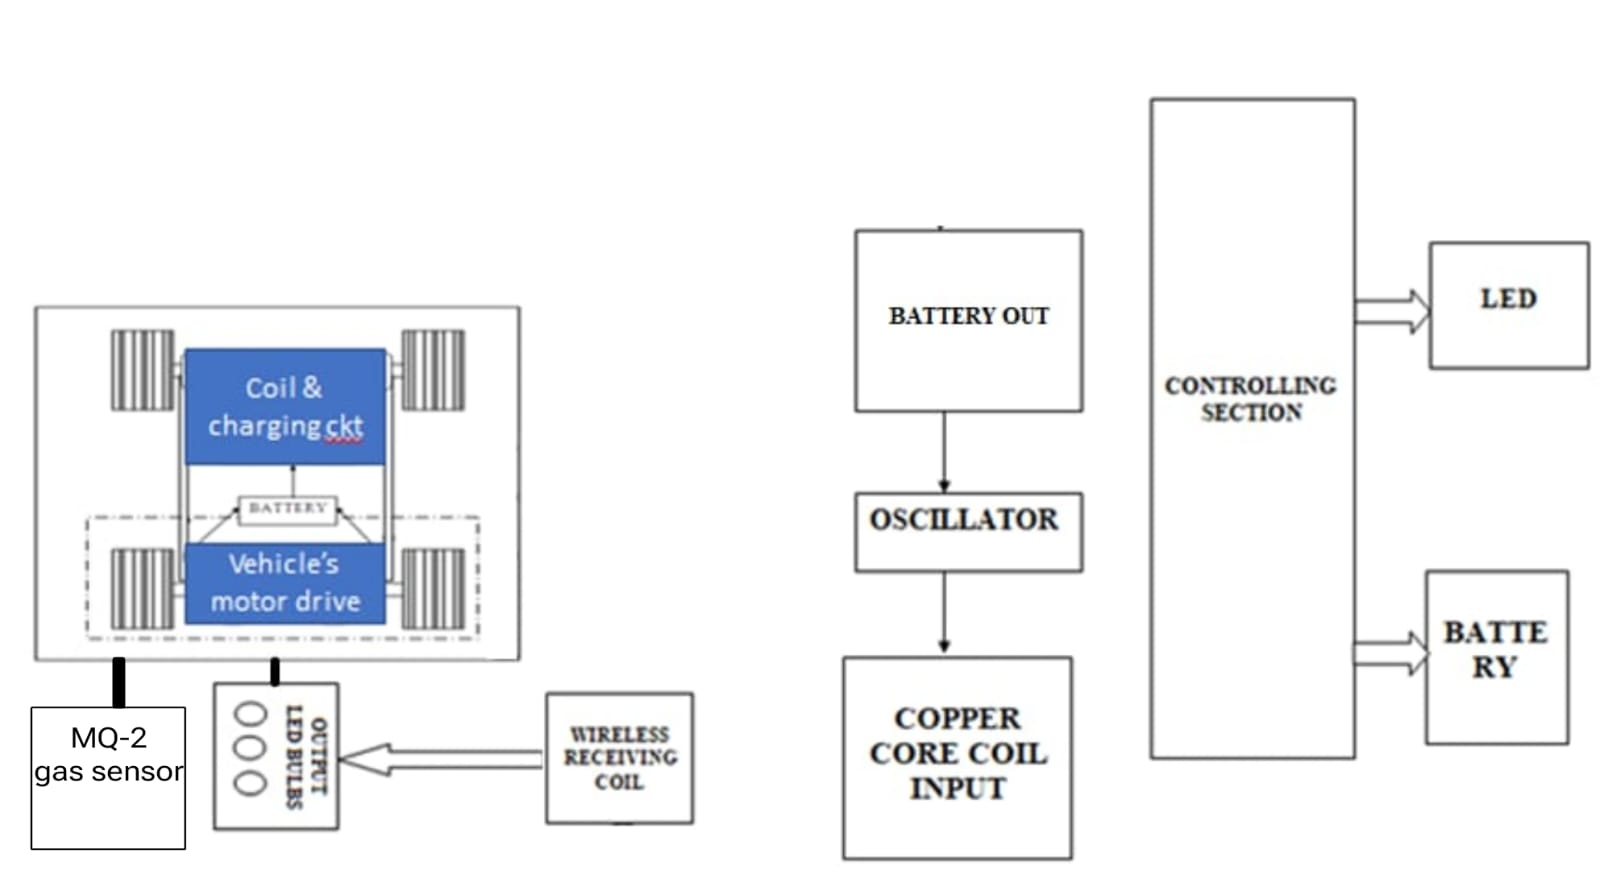 Coil &
charging ckt
BATTERY
Vehicle's
motor drive
MQ-2
gas sensor
OUTPUT
LED BULBS
WIRELESS
RECEIVING
COIL
BATTERY OUT
OSCILLATOR
COPPER
CORE COIL
INPUT
CONTROLLING
SECTION
LED
BATTE
RY